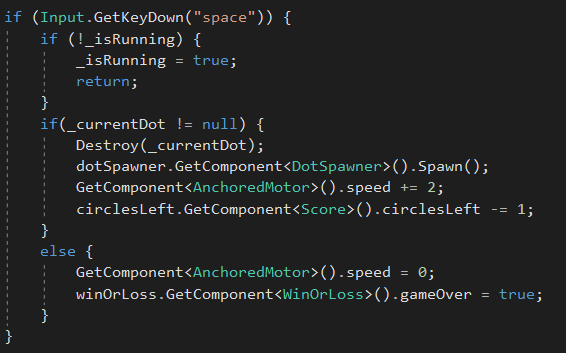 if (Input.GetKeyDown("space")) {
    if (!_isRunning) {
        _isRunning = true;
        return;
    }
    if(_currentDot != null) {
        Destroy(_currentDot);
        dotSpawner.GetComponent<DotSpawner>().Spawn();
        GetComponent<AnchoredMotor>().speed += 2;
        circlesLeft.GetComponent<Score>().circlesLeft -= 1;
    }
    else {
        GetComponent<AnchoredMotor>().speed = 0;
        winOrLoss.GetComponent<WinOrLoss>().gameOver = true;
    }
}